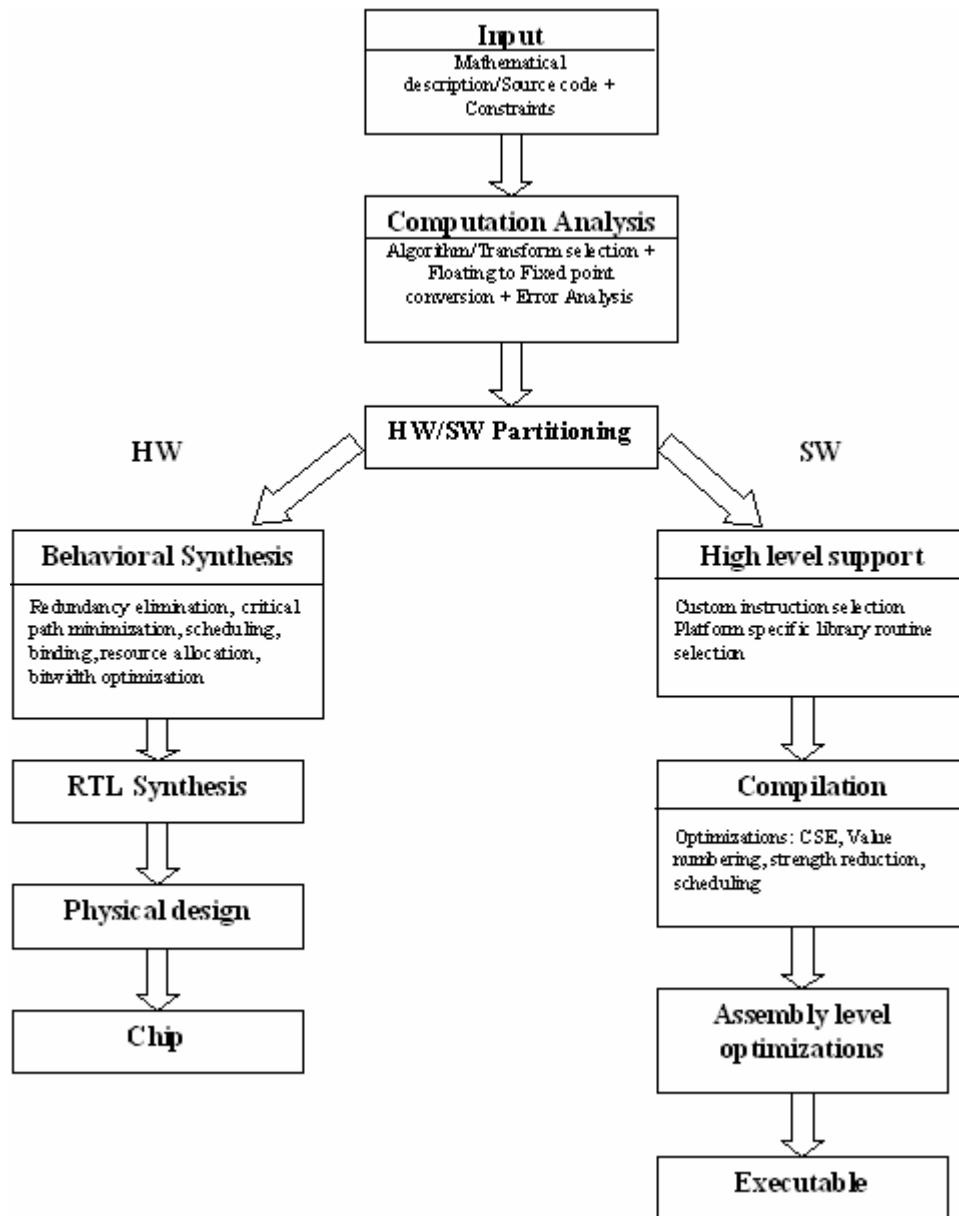 Input
Mathematical
description/Source code +
Constraints
Computation Analysis
Algorithm/Transform selection +
Floating to Fixed point
conversion + Error Analysis
HW/SW Partitioning
HW
SW
Behavioral Synthesis
Redundancy elimination, critical
path minimization, scheduling,
binding, resource allocation,
bitwidth optimization
RTL Synthesis
Physical design
Chip
High level support
Custom instruction selection
Platform specific library routine
selection
Compilation
Optimizations: CSE, Value
numbering, strength reduction,
scheduling
Assembly level
optimizations
Executable